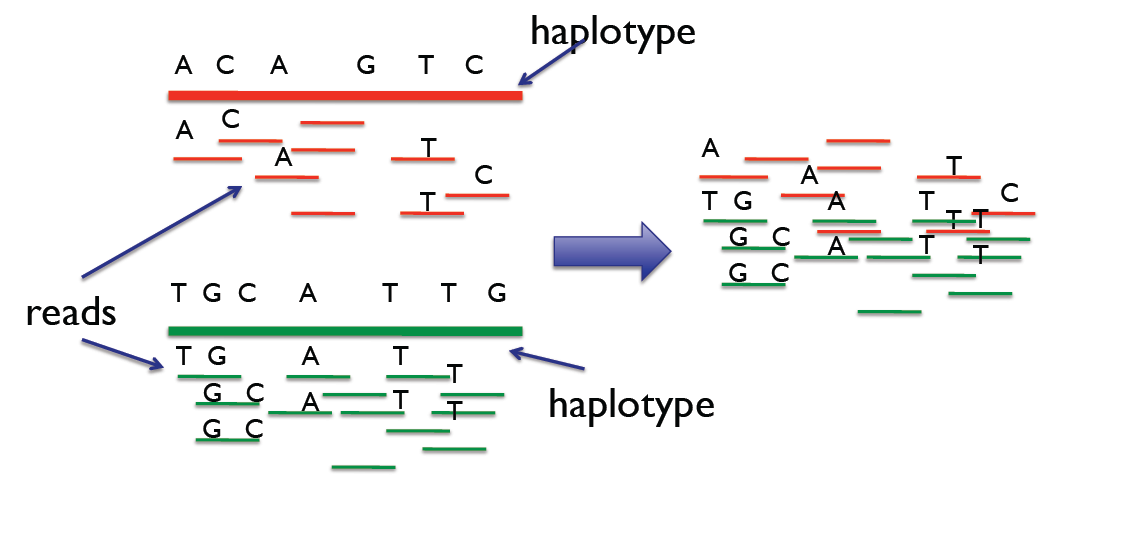 haplotype
A C A G T C
A C
A
T
C
T
reads
T G C A T T G
haplotype
T G A T
T
G C
A T T
G C
A
T
A
C
T G A T
T T
G C
A T
T
G C